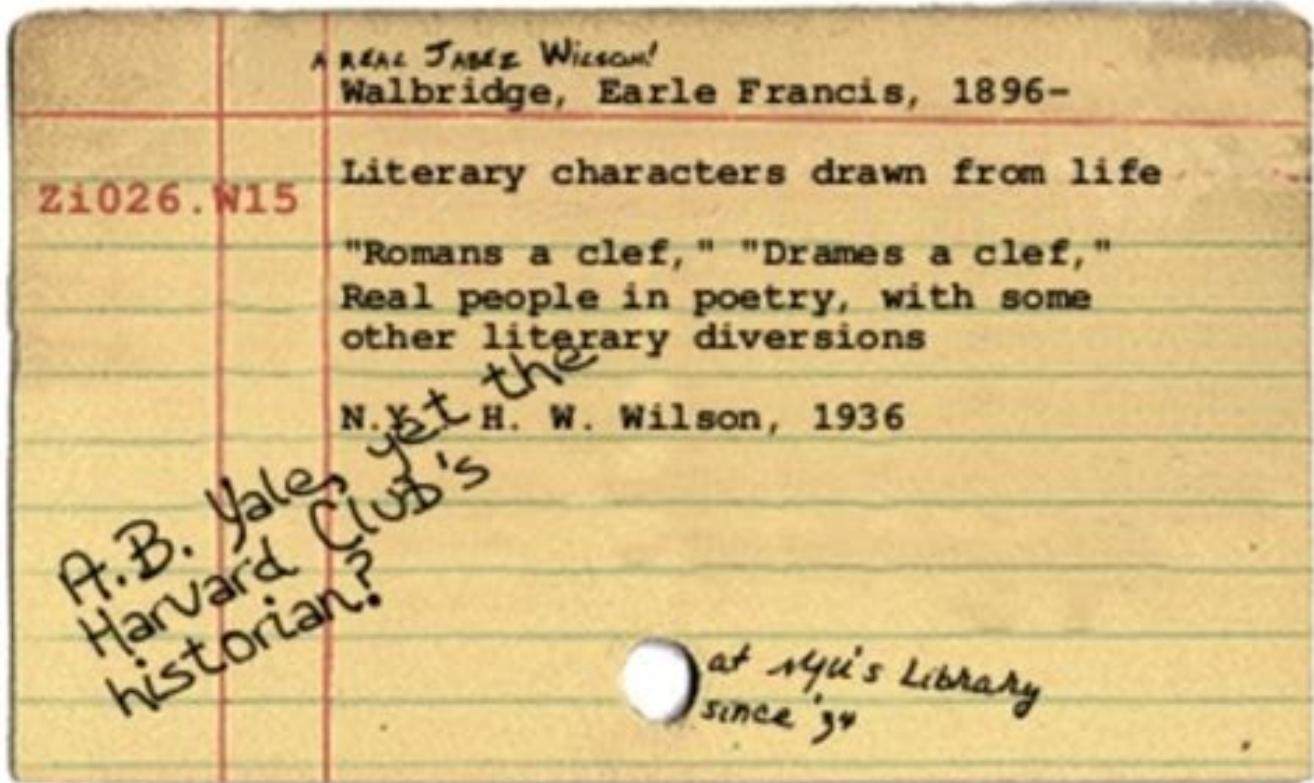 A REAL JABEZ WILSON!
Walbridge, Earle Francis, 1896-
Literary characters drawn from life
Zi026.W15
"Romans a clef," "Drames a clef,"
Real people in poetry, with some
other literary diversions
N.Y. H. W. Wilson, 1936
A.B. Yale, yet the
Harvard Club's
historian?
at NYU's Library
since '34